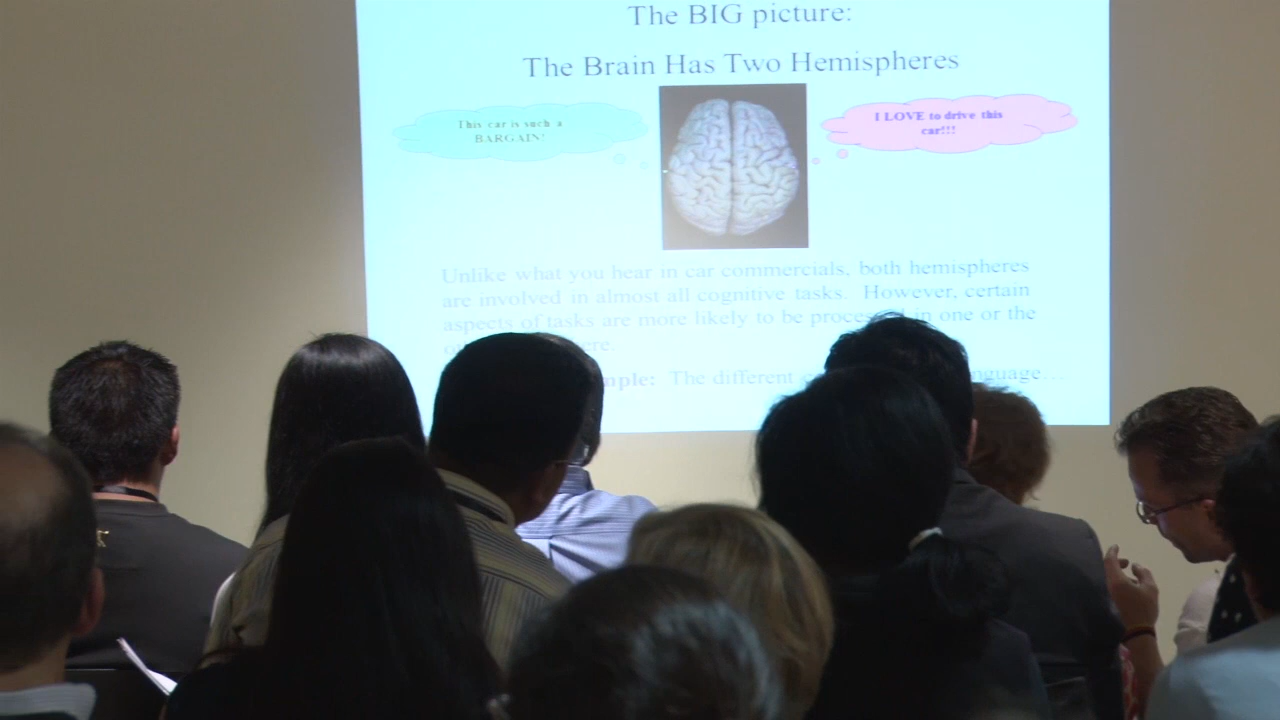 The BIG picture:
The Brain Has Two Hemispheres
This car is such a
BARGAIN!
I LOVE to drive this
car!!!
Unlike what you hear in car commercials, both hemispheres
are involved in almost all cognitive tasks. However, certain
aspects of tasks are more likely to be processed in one or the
The different